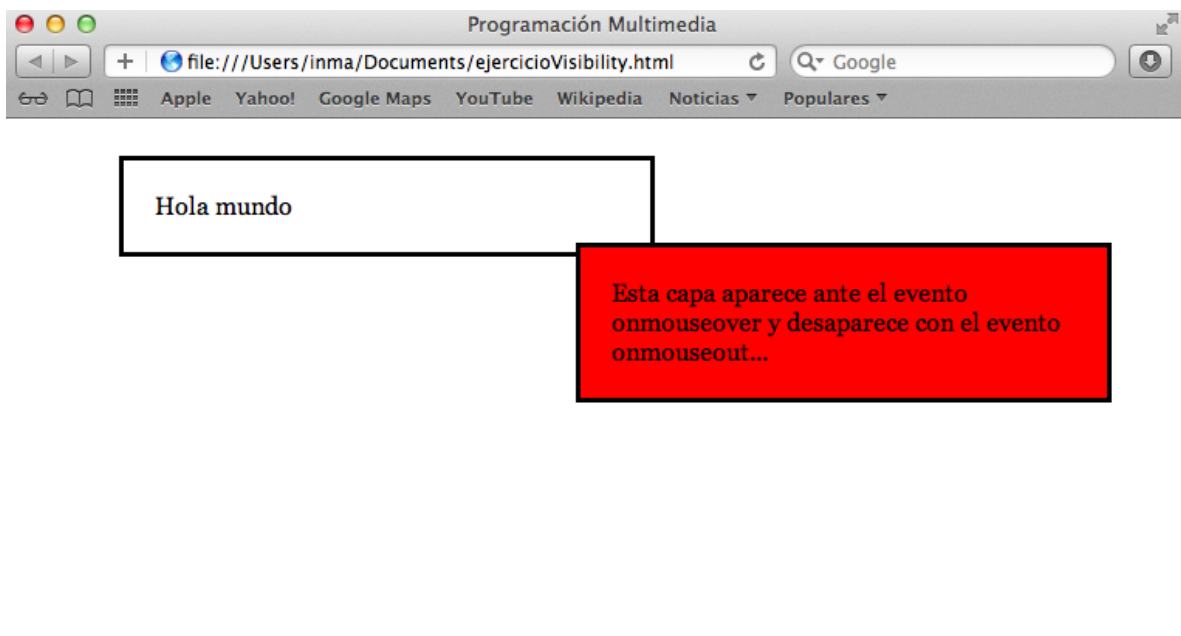 Programación Multimedia
file:///Users/inma/Documents/ejercicioVisibility.html
Google
Apple Yahoo! Google Maps YouTube Wikipedia Noticias Populares
Hola mundo
Esta capa aparece ante el evento
onmouseover y desaparece con el evento
onmouseout...